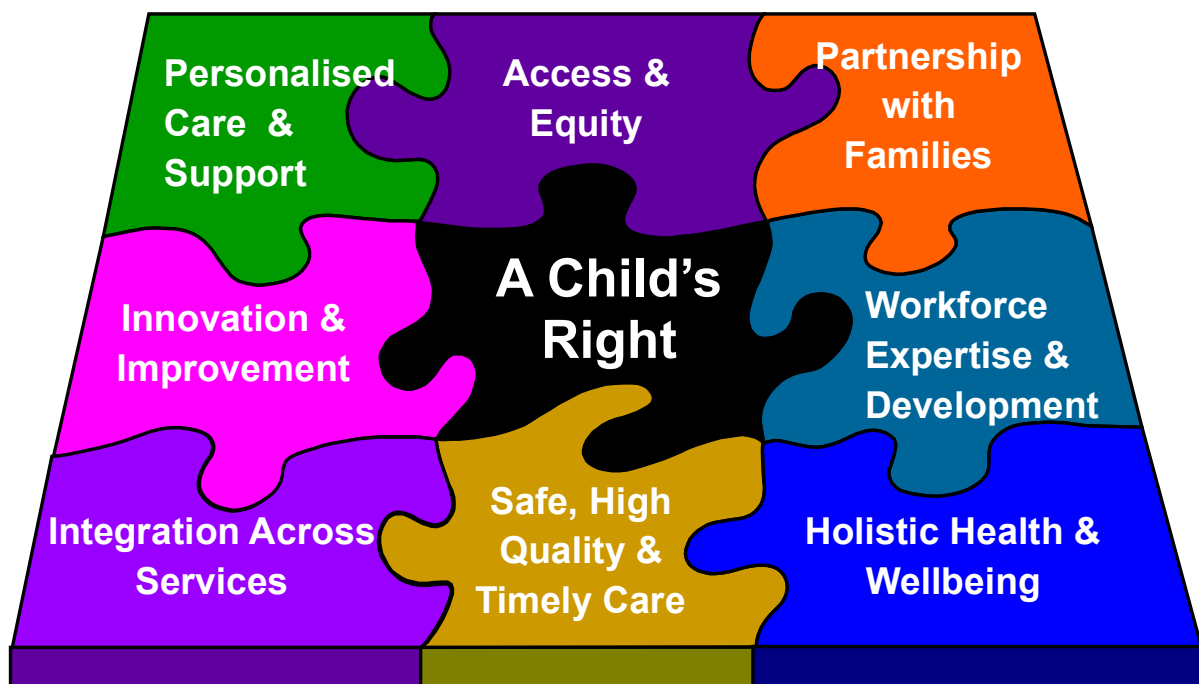 Personalised
Care & 
Support
Access &
Equity
Partnership
with
Families
Innovation &
Improvement
A Child’s
Right
Workforce
Expertise &
Development
Integration Across
Services
Safe, High
Quality &
Timely Care
Holistic Health &
Wellbeing